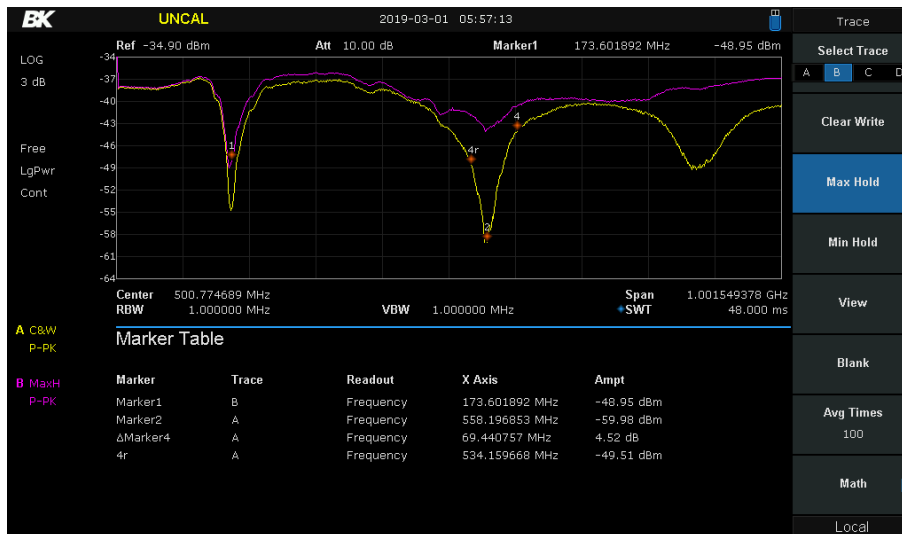 BK UNCAL 2019-03-01 05:57:13 Trace
Ref -34.90 dBm Att 10.00 dB Marker1 173.601892 MHz -48.95 dBm
Select Trace
A B C D
LOG
3 dB
Free
LgPwr
Cont
-34
-37
-40
-43
-46
-49
-52
-55
-58
-61
-64
1
4r
2
4
Clear Write
Max Hold
Min Hold
View
Blank
Avg Times
100
Math
Local
Center 500.774689 MHz Span 1.001549378 GHz
RBW 1.000000 MHz VBW 1.000000 MHz SWT 48.000 ms
A C&W
P-PK
B MaxH
P-PK
Marker Table
Marker Trace Readout X Axis Ampt
Marker1 B Frequency 173.601892 MHz -48.95 dBm
Marker2 A Frequency 558.196853 MHz -59.98 dBm
ΔMarker4 A Frequency 69.440757 MHz 4.52 dB
4r A Frequency 534.159668 MHz -49.51 dBm